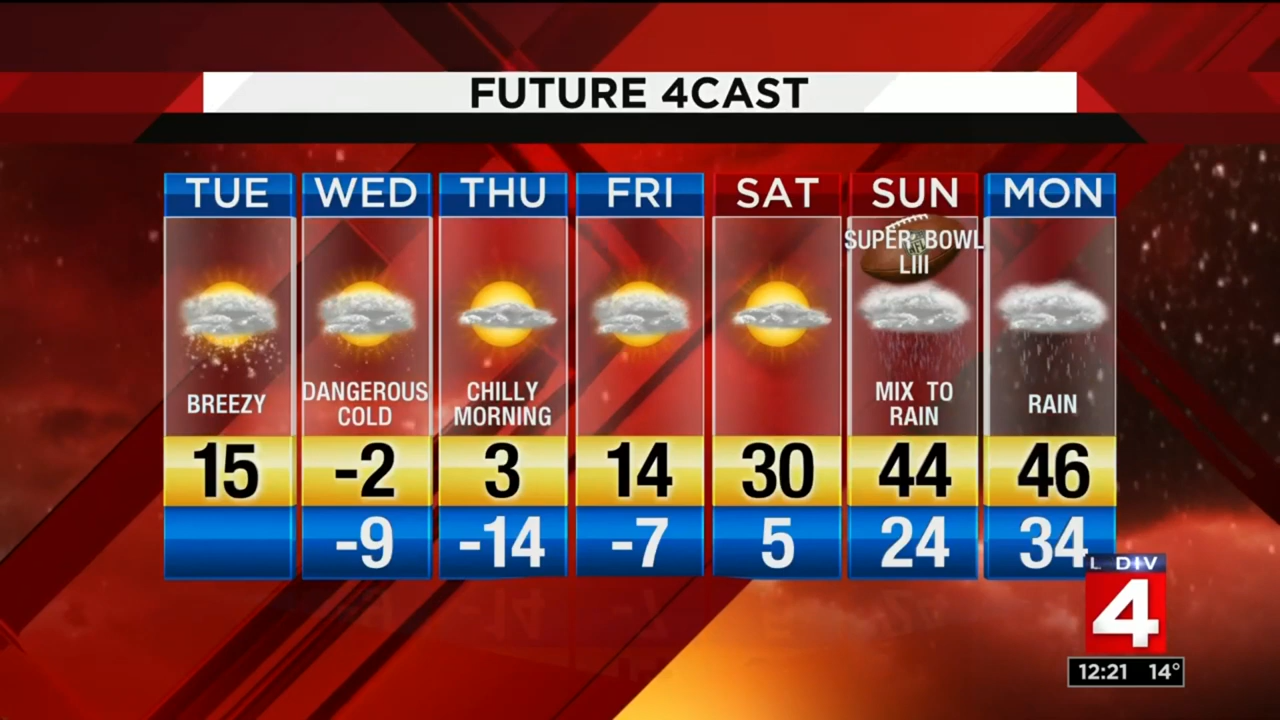 FUTURE 4CAST
TUE WED THU FRI SAT SUN MON
SUPER BOWL
LIII
BREEZY
DANGEROUS
COLD
CHILLY
MORNING
MIX TO
RAIN
RAIN
15 -2 3 14 30 44 46
-9 -14 -7 5 24 34
L DIV
4
12:21 14°